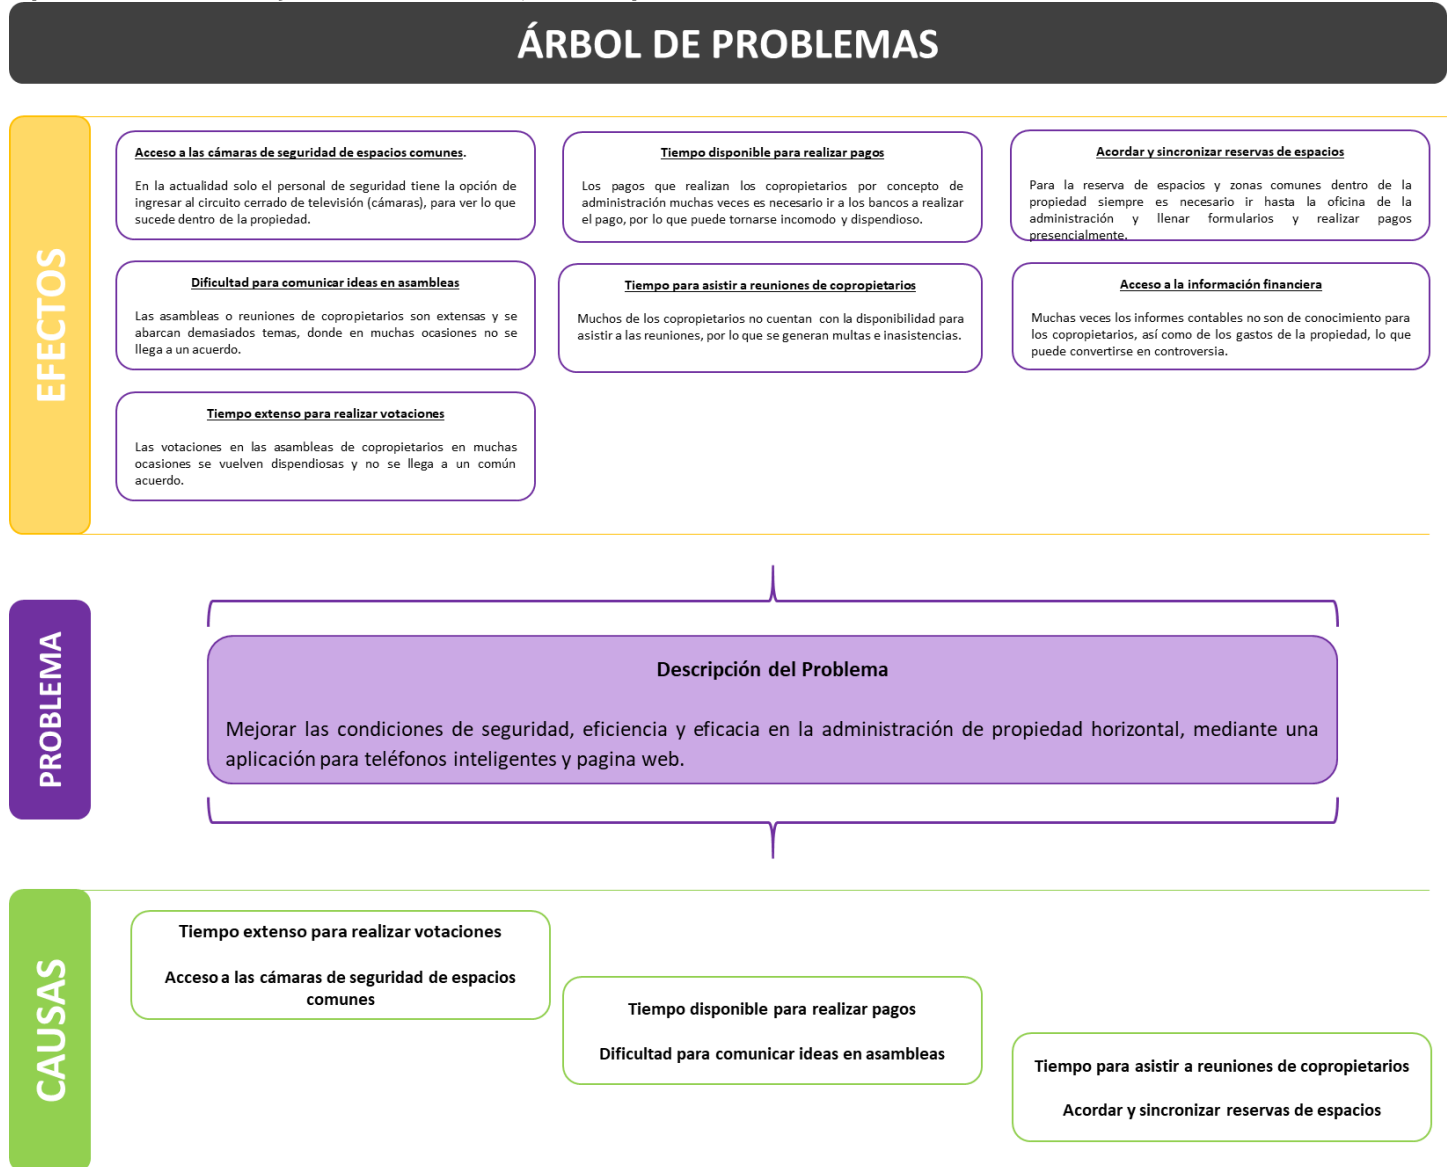 ÁRBOL DE PROBLEMAS
EFECTOS
Acceso a las cámaras de seguridad de espacios comunes.
En la actualidad solo el personal de seguridad tiene la opción de
ingresar al circuito cerrado de televisión (cámaras), para ver lo que
sucede dentro de la propiedad.
Tiempo disponible para realizar pagos
Los pagos que realizan los copropietarios por concepto de
administración muchas veces es necesario ir a los bancos a realizar
el pago, por lo que puede tornarse incomodo y dispendioso.
Acordar y sincronizar reservas de espacios
Para la reserva de espacios y zonas comunes dentro de la
propiedad siempre es necesario ir hasta la oficina de la
administración y llenar formularios y realizar pagos
presencialmente.
Dificultad para comunicar ideas en asambleas
Las asambleas o reuniones de copropietarios son extensas y se
abarcan demasiados temas, donde en muchas ocasiones no se
llega a un acuerdo.
Tiempo para asistir a reuniones de copropietarios
Muchos de los copropietarios no cuentan con la disponibilidad para
asistir a las reuniones, por lo que se generan multas e inasistencias.
Acceso a la información financiera
Muchas veces los informes contables no son de conocimiento para
los copropietarios, así como de los gastos de la propiedad, lo que
puede convertirse en controversia.
Tiempo extenso para realizar votaciones
Las votaciones en las asambleas de copropietarios en muchas
ocasiones se vuelven dispendiosas y no se llega a un común
acuerdo.
PROBLEMA
Descripción del Problema
Mejorar las condiciones de seguridad, eficiencia y eficacia en la administración de propiedad horizontal, mediante una
aplicación para teléfonos inteligentes y pagina web.
CAUSAS
Tiempo extenso para realizar votaciones
Acceso a las cámaras de seguridad de espacios
comunes
Tiempo disponible para realizar pagos
Dificultad para comunicar ideas en asambleas
Tiempo para asistir a reuniones de copropietarios
Acordar y sincronizar reservas de espacios